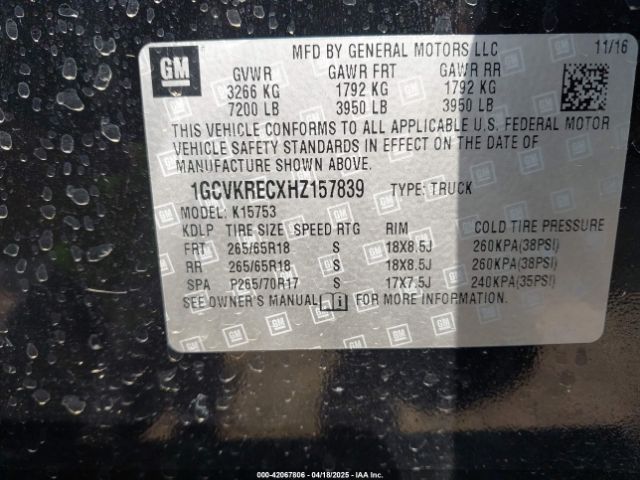 GM
MFD BY GENERAL MOTORS LLC 11/16
GVWR GAWR FRT GAWR RR
3266 KG 1792 KG 1792 KG
7200 LB 3950 LB 3950 LB
THIS VEHICLE CONFORMS TO ALL APPLICABLE U.S. FEDERAL MOTOR
VEHICLE SAFETY STANDARDS IN EFFECT ON THE DATE OF
MANUFACTURE SHOWN ABOVE.
1GCVKRECXHZ157839 TYPE: TRUCK
MODEL: K15753
KDLP TIRE SIZE SPEED RTG RIM COLD TIRE PRESSURE
FRT 265/65R18 S 18X8.5J 260KPA(38PSI)
RR 265/65R18 S 18X8.5J 260KPA(38PSI)
SPA P265/70R17 S 17X7.5J 240KPA(35PSI)
SEE OWNER'S MANUAL i FOR MORE INFORMATION.
000-42067806 - 04/18/2025 - IAAI.COM